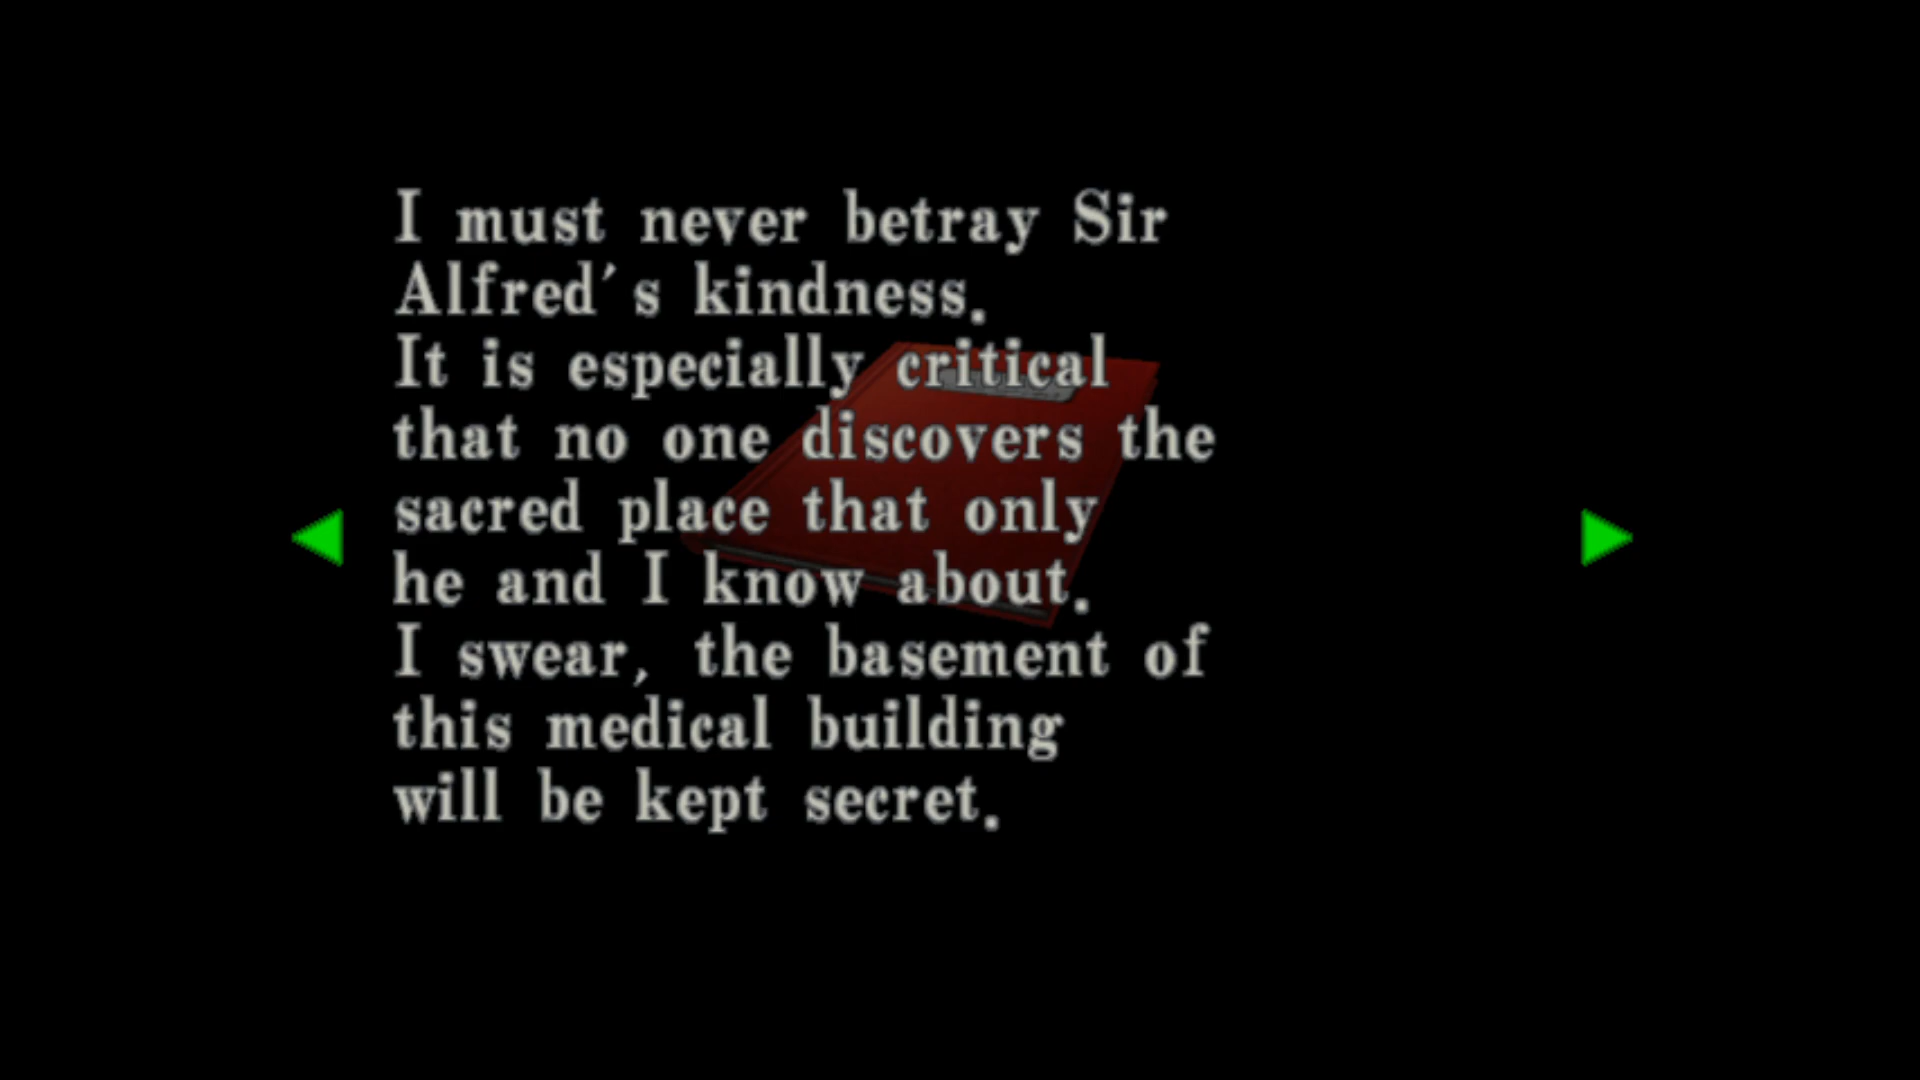 I must never betray Sir
Alfred's kindness.
It is especially critical
that no one discovers the
sacred place that only
he and I know about.
I swear, the basement of
this medical building
will be kept secret.